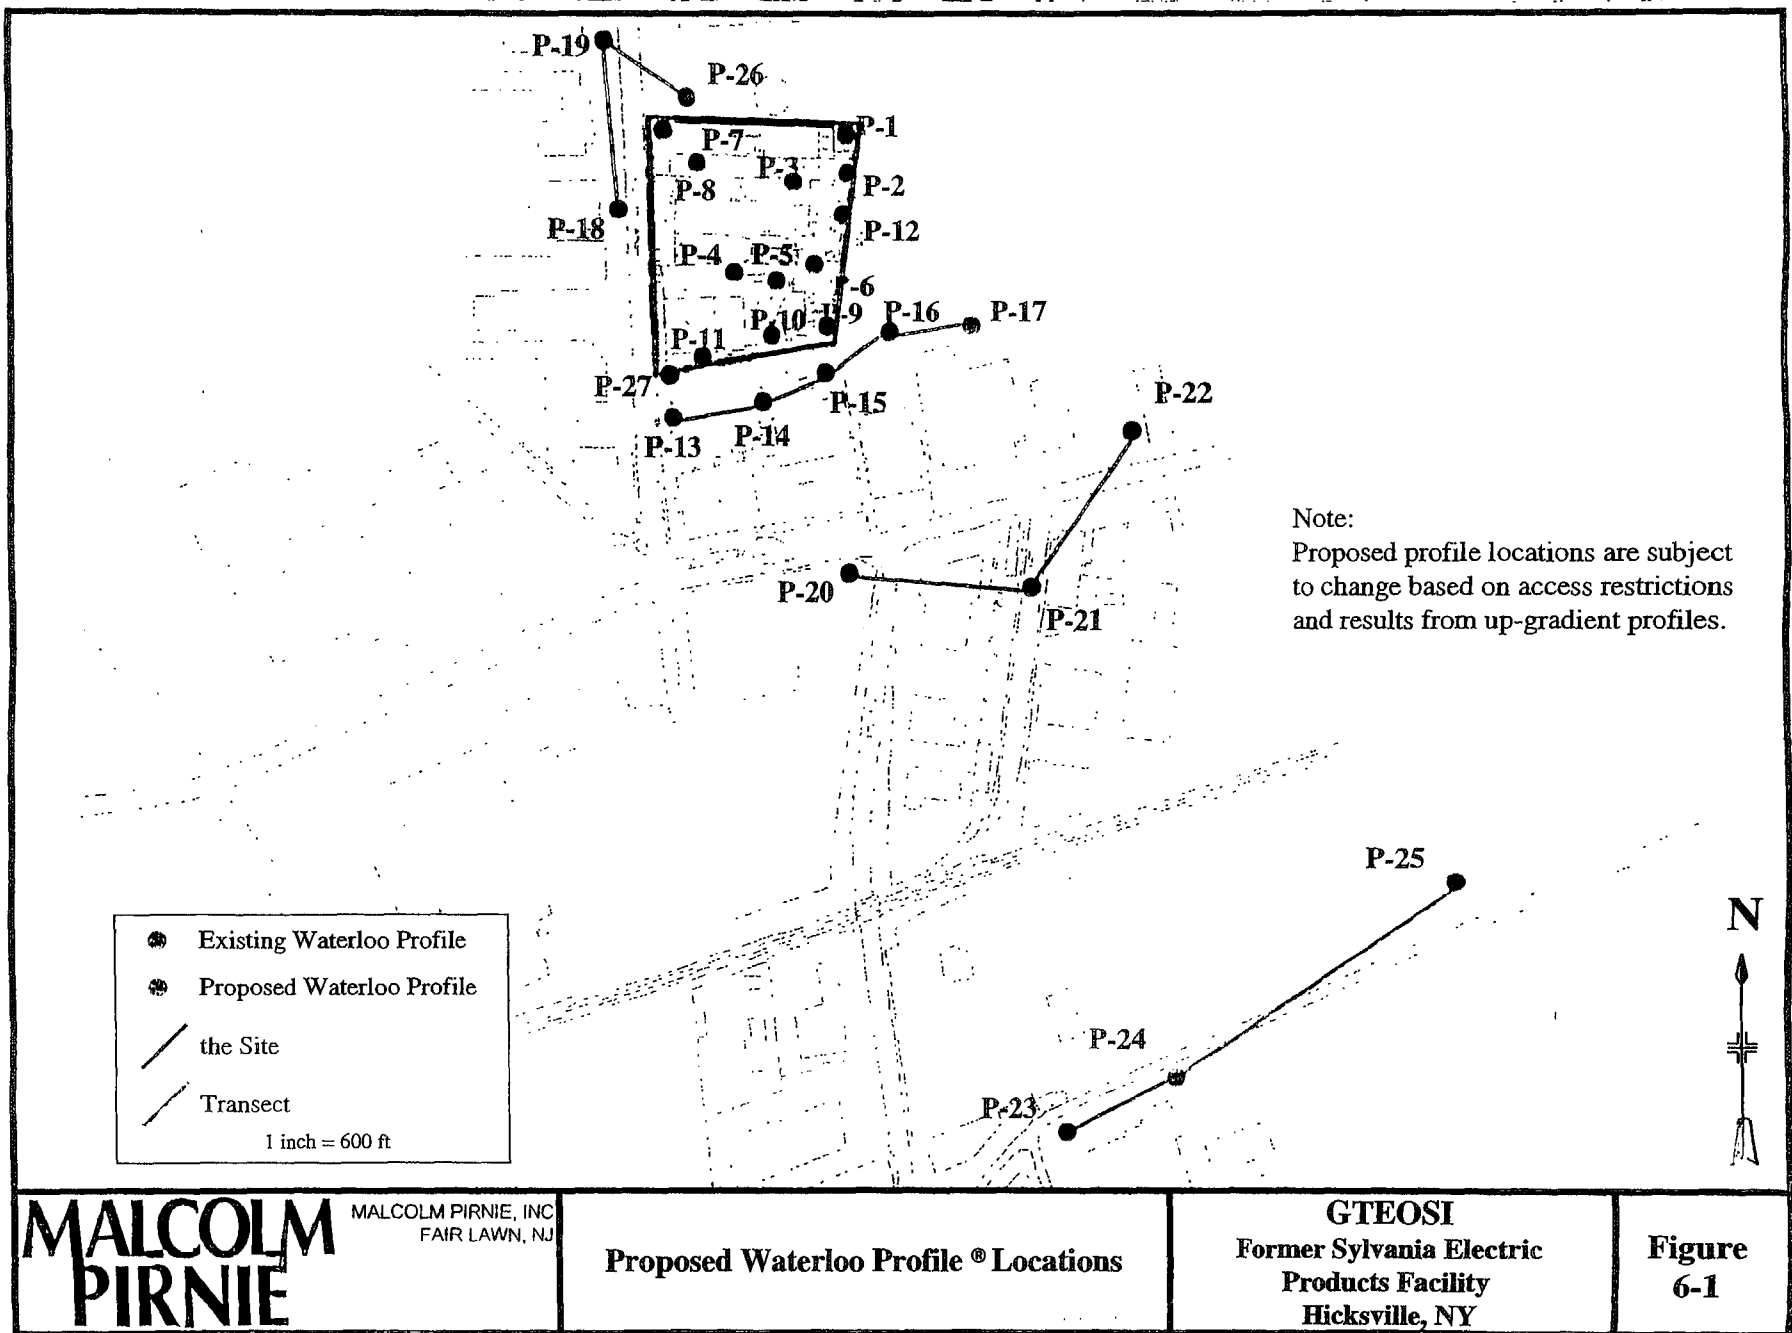 P-19
P-26
P-1
P-7
P-3
P-8
P-2
P-18
P-12
P-4
P-5
P-6
P-9
P-16
P-17
P-10
P-11
P-27
P-15
P-22
P-13
P-14
Note:
Proposed profile locations are subject
to change based on access restrictions
and results from up-gradient profiles.
P-20
P-21
P-25
N
Existing Waterloo Profile
Proposed Waterloo Profile
the Site
Transect
1 inch = 600 ft
P-24
P-23
MALCOLM
PIRNIE
MALCOLM PIRNIE, INC
FAIR LAWN, NJ
Proposed Waterloo Profile ® Locations
GTEOSI
Former Sylvania Electric
Products Facility
Hicksville, NY
Figure
6-1